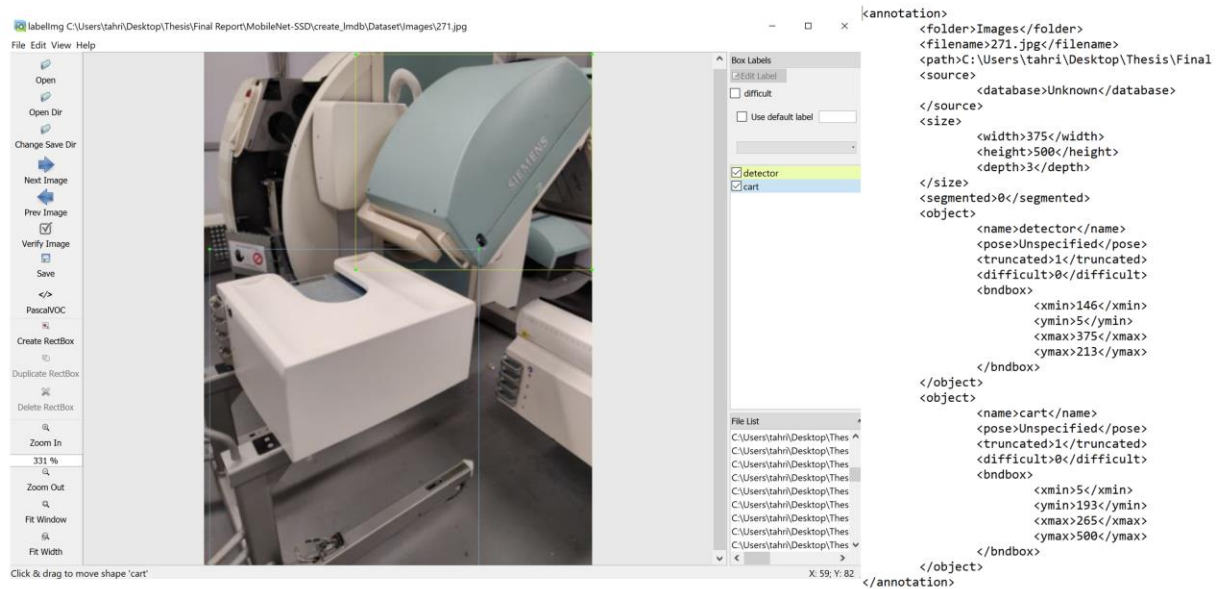 labelImg C:\Users\tahri\Desktop\Thesis\Final Report\MobileNet-SSD\create_lmdb\Dataset\Images\271.jpg
File Edit View Help
Open
Open Dir
Change Save Dir
Next Image
Prev Image
Verify Image
Save
</>
PascalVOC
Create RectBox
Duplicate RectBox
Delete RectBox
Zoom In
331 %
Zoom Out
Fit Window
Fit Width
Click & drag to move shape 'cart'
SIEMENS
Box Labels
Edit Label
difficult
Use default label
detector
cart
File List
C:\Users\tahri\Desktop\Thes
C:\Users\tahri\Desktop\Thes
C:\Users\tahri\Desktop\Thes
C:\Users\tahri\Desktop\Thes
C:\Users\tahri\Desktop\Thes
C:\Users\tahri\Desktop\Thes
C:\Users\tahri\Desktop\Thes
C:\Users\tahri\Desktop\Thes
C:\Users\tahri\Desktop\Thes
X: 59; Y: 82
<annotation>
<folder>Images</folder>
<filename>271.jpg</filename>
<path>C:\Users\tahri\Desktop\Thesis\Final
<source>
<database>Unknown</database>
</source>
<size>
<width>375</width>
<height>500</height>
<depth>3</depth>
</size>
<segmented>0</segmented>
<object>
<name>detector</name>
<pose>Unspecified</pose>
<truncated>1</truncated>
<difficult>0</difficult>
<bndbox>
<xmin>146</xmin>
<ymin>5</ymin>
<xmax>375</xmax>
<ymax>213</ymax>
</bndbox>
</object>
<object>
<name>cart</name>
<pose>Unspecified</pose>
<truncated>1</truncated>
<difficult>0</difficult>
<bndbox>
<xmin>5</xmin>
<ymin>193</ymin>
<xmax>265</xmax>
<ymax>500</ymax>
</bndbox>
</object>
</annotation>